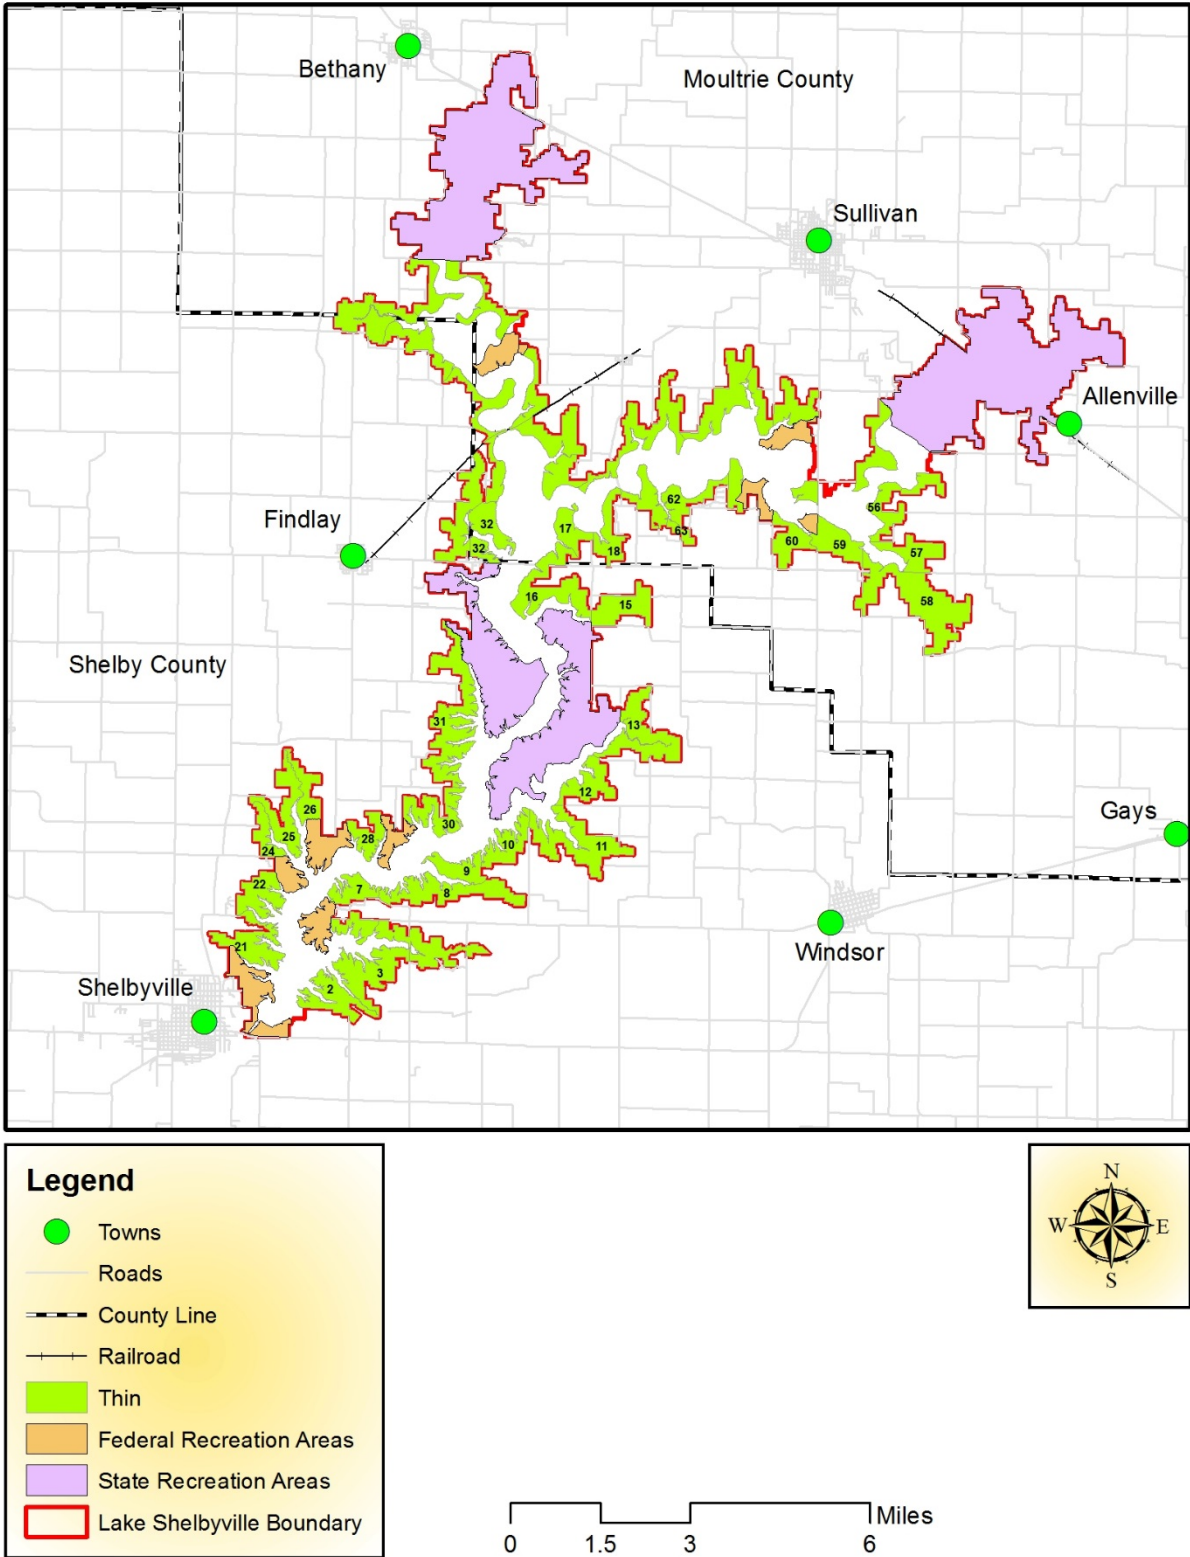 Bethany
Moultrie County
Sullivan
Allenville
Findlay
62
63
56
32
17
32
18
60
59
57
16
15
58
Shelby County
31
13
12
26
25
24
28
30
10
11
Gays
22
7
9
8
Windsor
21
3
2
Shelbyville
Legend
Towns
Roads
County Line
Railroad
Thin
Federal Recreation Areas
State Recreation Areas
Lake Shelbyville Boundary
N
W E
S
Miles
0 1.5 3 6